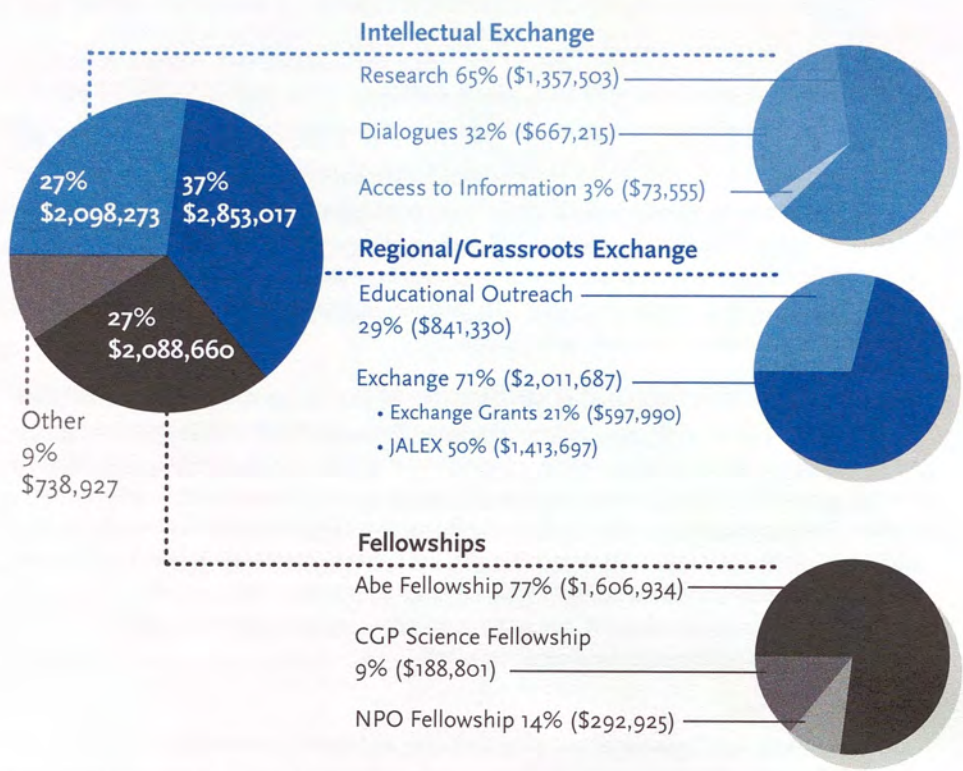 Intellectual Exchange
Research 65% ($1,357,503)
Dialogues 32% ($667,215)
Access to Information 3% ($73,555)
27%
$2,098,273
37%
$2,853,017
27%
$2,088,660
Other
9%
$738,927
Regional/Grassroots Exchange
Educational Outreach
29% ($841,330)
Exchange 71% ($2,011,687)
• Exchange Grants 21% ($597,990)
• JALEX 50% ($1,413,697)
Fellowships
Abe Fellowship 77% ($1,606,934)
CGP Science Fellowship
9% ($188,801)
NPO Fellowship 14% ($292,925)